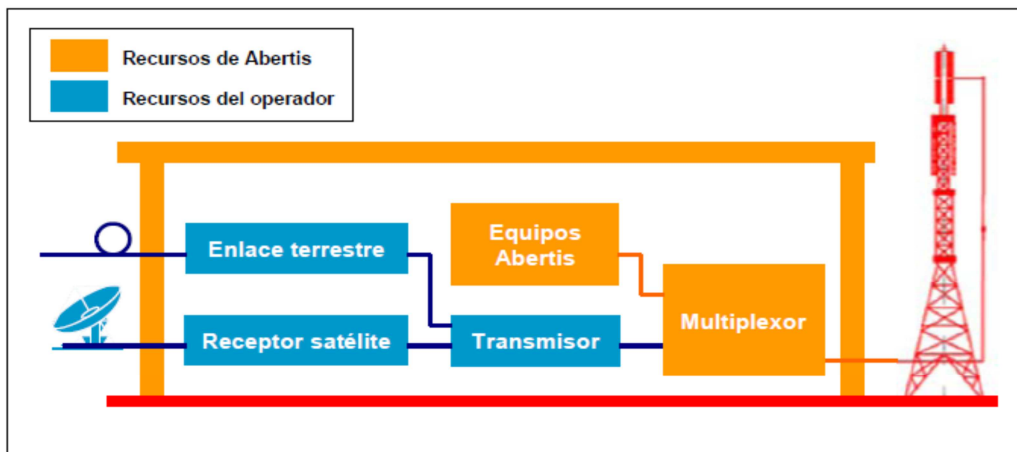 Recursos de Abertis
Recursos del operador
Enlace terrestre
Equipos
Abertis
Multiplexor
Receptor satélite
Transmisor